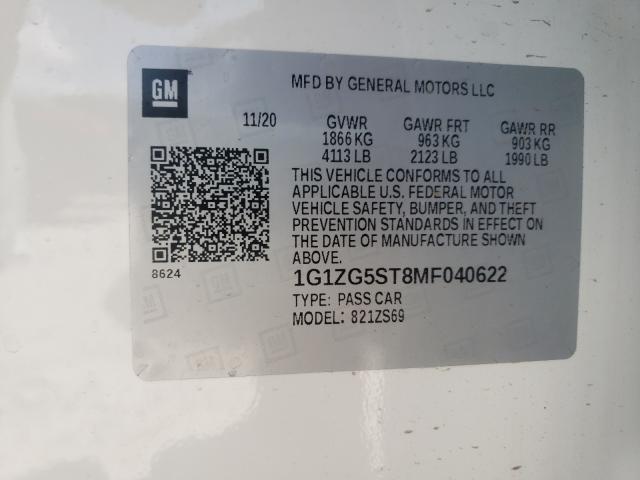 GM
MFD BY GENERAL MOTORS LLC
11/20 GVWR GAWR FRT GAWR RR
1866 KG 963 KG 903 KG
4113 LB 2123 LB 1990 LB
THIS VEHICLE CONFORMS TO ALL
APPLICABLE U.S. FEDERAL MOTOR
VEHICLE SAFETY, BUMPER, AND THEFT
PREVENTION STANDARDS IN EFFECT ON
THE DATE OF MANUFACTURE SHOWN
ABOVE.
8624
1G1ZG5ST8MF040622
TYPE: PASS CAR
MODEL: 821ZS69